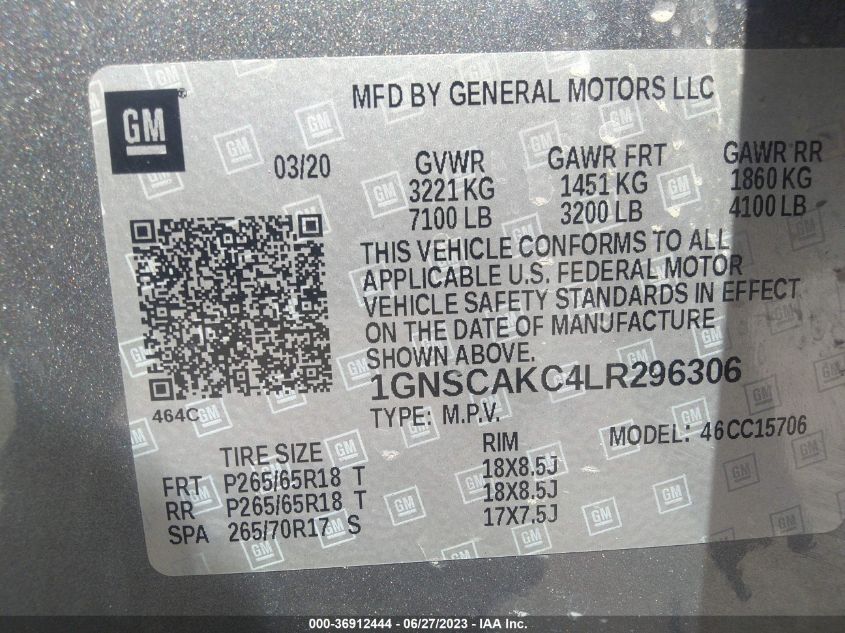 MFD BY GENERAL MOTORS LLC
GM
®
03/20
GVWR GAWR FRT GAWR RR
3221 KG 1451 KG 1860 KG
7100 LB 3200 LB 4100 LB
THIS VEHICLE CONFORMS TO ALL
APPLICABLE U.S. FEDERAL MOTOR
VEHICLE SAFETY STANDARDS IN EFFECT
ON THE DATE OF MANUFACTURE
SHOWN ABOVE.
1GNSCAKC4LR296306
464C
TYPE: M.P.V.
MODEL: 46CC15706
TIRE SIZE RIM
FRT P265/65R18 T 18X8.5J
RR P265/65R18 T 18X8.5J
SPA 265/70R17 S 17X7.5J
000-36912444 - 06/27/2023 - IAA Inc.